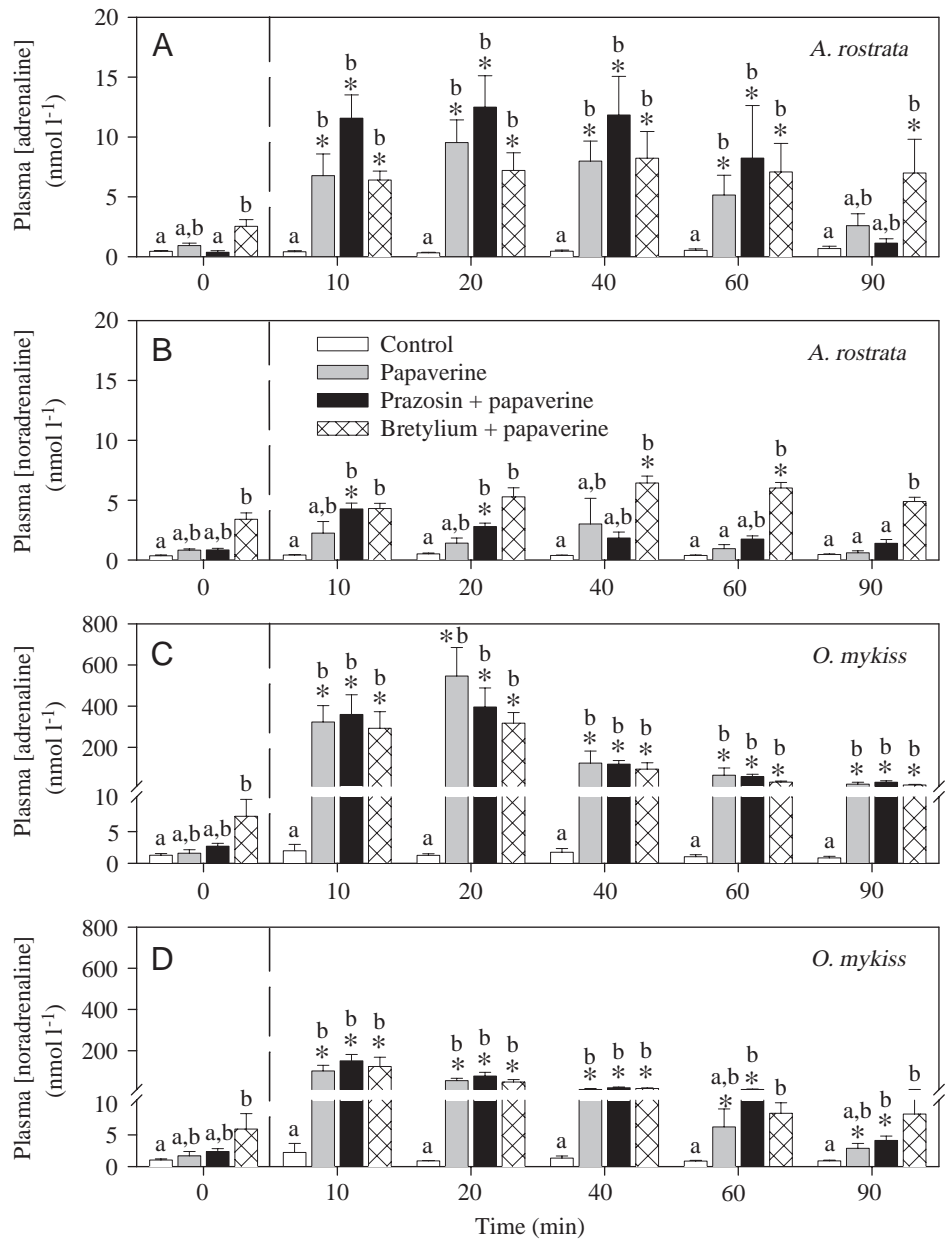 A
A. rostrata
Plasma [adrenaline]
(nmol l-1)
20
15
10
5
0
a a,b a b
a b * b * b *
a b * b * b *
a b * b * b *
a b * b * b *
a a,b a,b b *
0 10 20 40 60 90
B
A. rostrata
Control
Papaverine
Prazosin + papaverine
Bretylium + papaverine
Plasma [noradrenaline]
(nmol l-1)
20
15
10
5
0
a a,b a,b b
a a,b b * b
a a,b b * b
a a,b a,b b *
a a a,b b *
a a a b
0 10 20 40 60 90
C
O. mykiss
Plasma [adrenaline]
(nmol l-1)
800
600
400
200
10
5
0
a a,b a,b b
a b * b * b *
a * b b * b *
a b * b * b *
a b * b * b *
a b * b * b *
0 10 20 40 60 90
D
O. mykiss
Plasma [noradrenaline]
(nmol l-1)
800
600
400
200
10
5
0
a a,b a,b b
a b * b * b *
a b * b * b *
a b * b * b *
a a,b * b * b
a a,b * b * b
0 10 20 40 60 90
Time (min)